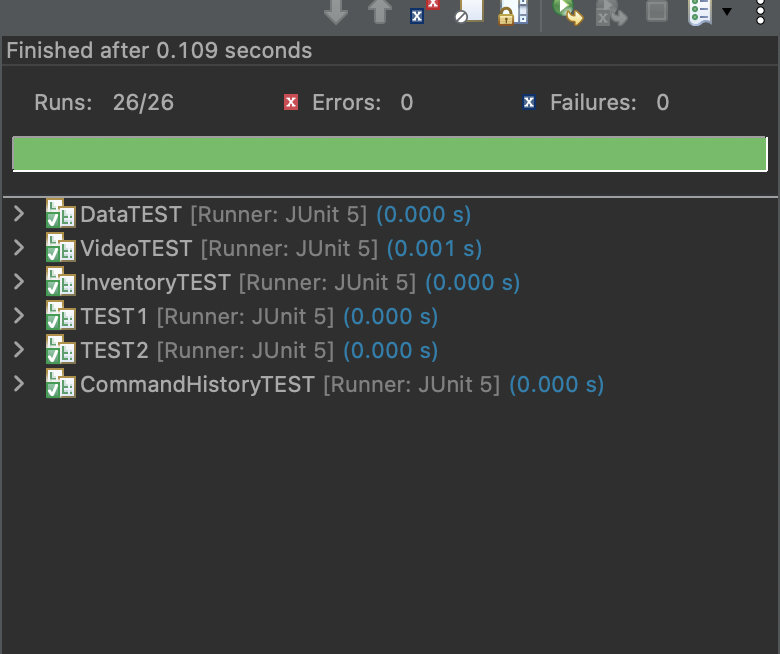 Finished after 0.109 seconds
Runs: 26/26 Errors: 0 Failures: 0
DataTEST [Runner: JUnit 5] (0.000 s)
VideoTEST [Runner: JUnit 5] (0.001 s)
InventoryTEST [Runner: JUnit 5] (0.000 s)
TEST1 [Runner: JUnit 5] (0.000 s)
TEST2 [Runner: JUnit 5] (0.000 s)
CommandHistoryTEST [Runner: JUnit 5] (0.000 s)